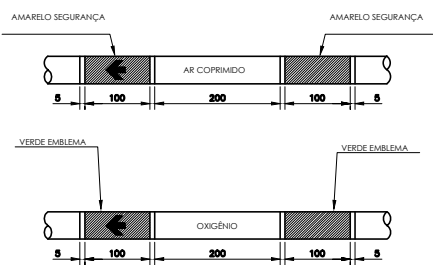 AMARELO SEGURANÇA
AMARELO SEGURANÇA
AR COPRIMIDO
5 100 200 100 5
VERDE EMBLEMA
VERDE EMBLEMA
OXIGÊNIO
5 100 200 100 5